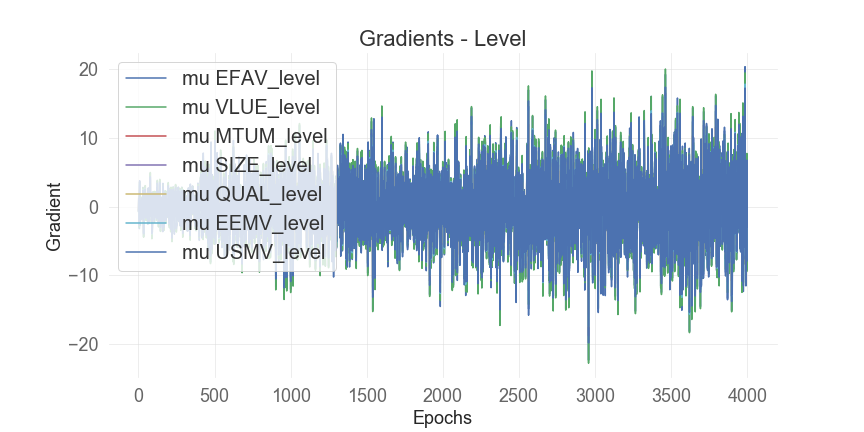 Gradients - Level
20
10
0
−10
−20
Gradient
mu EFAV_level
mu VLUE_level
mu MTUM_level
mu SIZE_level
mu QUAL_level
mu EEMV_level
mu USMV_level
0 500 1000 1500 2000 2500 3000 3500 4000
Epochs